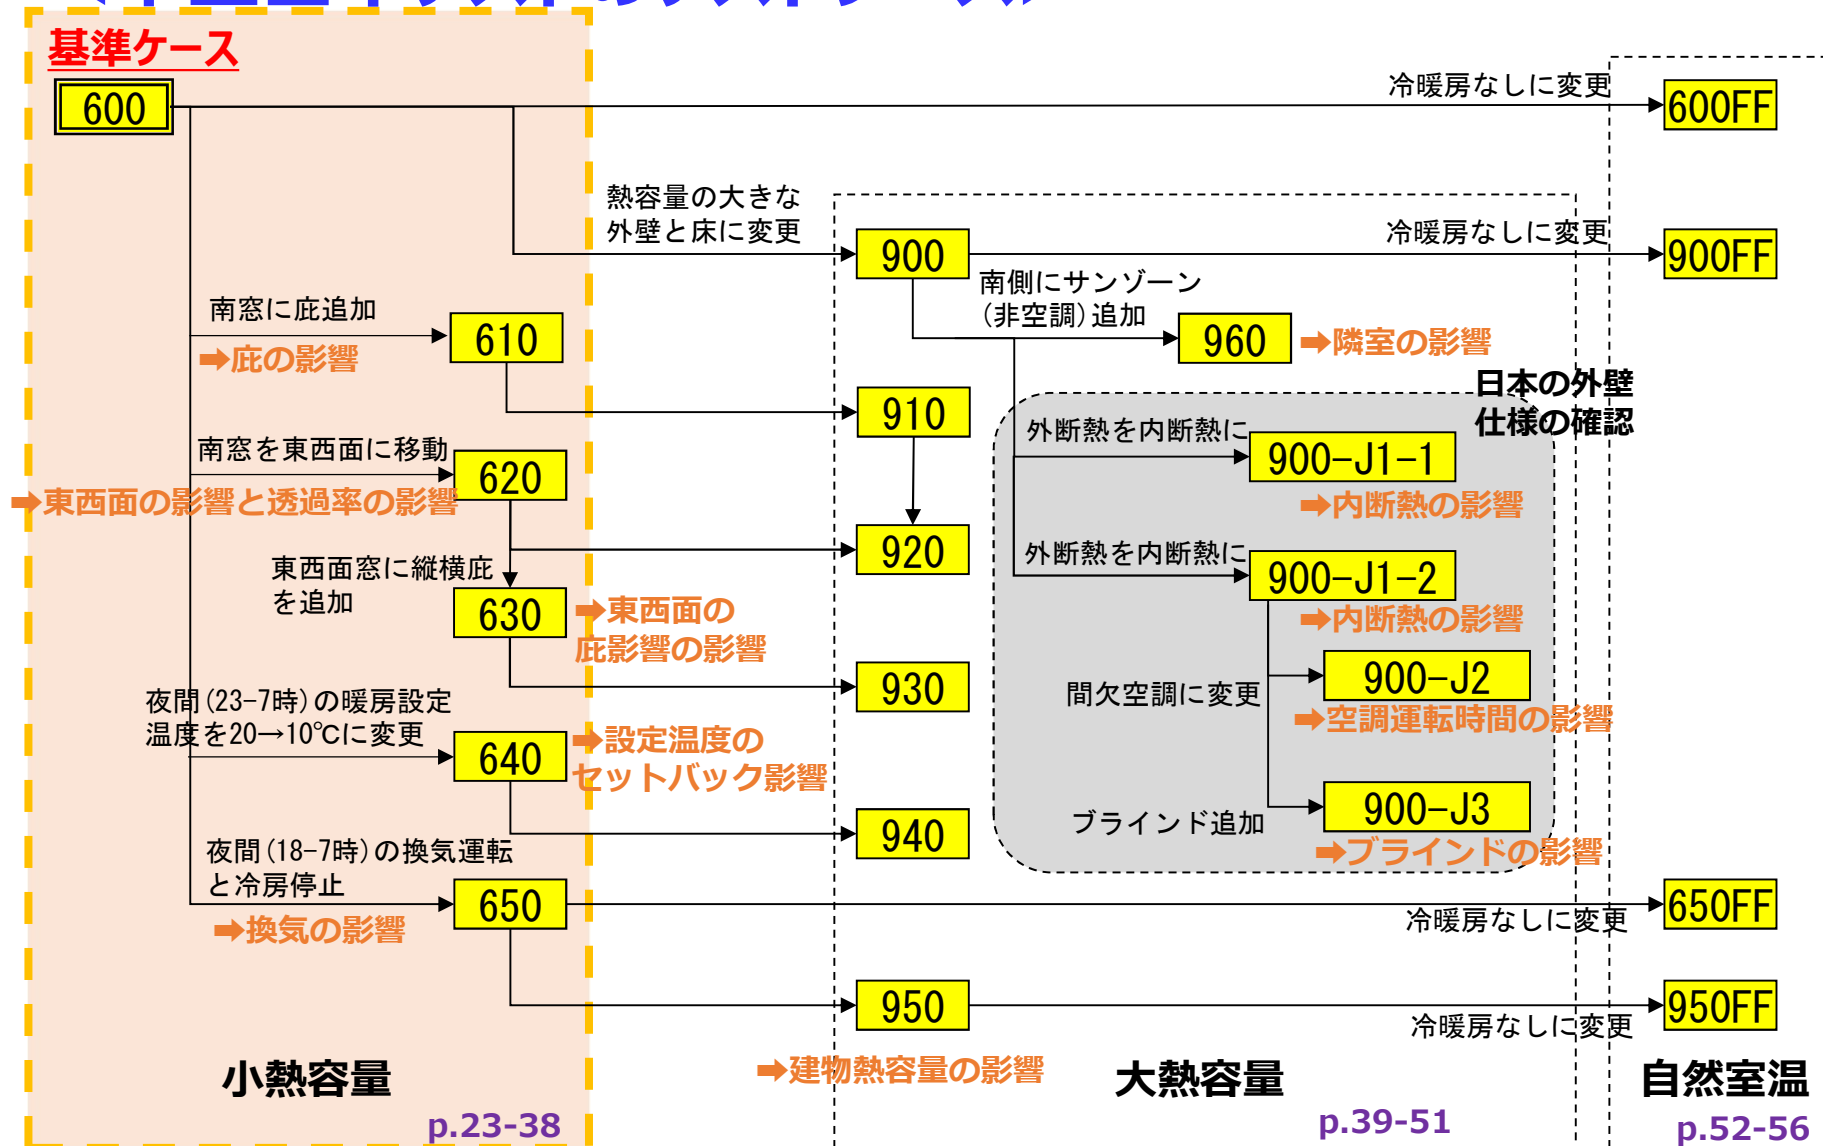 基準ケース
600
冷暖房なしに変更
600FF
熱容量の大きな
外壁と床に変更
900
冷暖房なしに変更
900FF
南側にサンゾーン
(非空調)追加
960
➡隣室の影響
南窓に庇追加
610
➡庇の影響
日本の外壁
仕様の確認
910
外断熱を内断熱に
900-J1-1
➡内断熱の影響
南窓を東西面に移動
620
➡東西面の影響と透過率の影響
920
外断熱を内断熱に
900-J1-2
➡内断熱の影響
東西面窓に縦横庇
を追加
630
➡東西面の
庇影響の影響
930
間欠空調に変更
900-J2
➡空調運転時間の影響
夜間(23-7時)の暖房設定
温度を20→10℃に変更
640
➡設定温度の
セットバック影響
940
ブラインド追加
900-J3
➡ブラインドの影響
夜間(18-7時)の換気運転
と冷房停止
650
➡換気の影響
冷暖房なしに変更
650FF
950
冷暖房なしに変更
950FF
➡建物熱容量の影響
小熱容量
大熱容量
自然室温
p.23-38
p.39-51
p.52-56